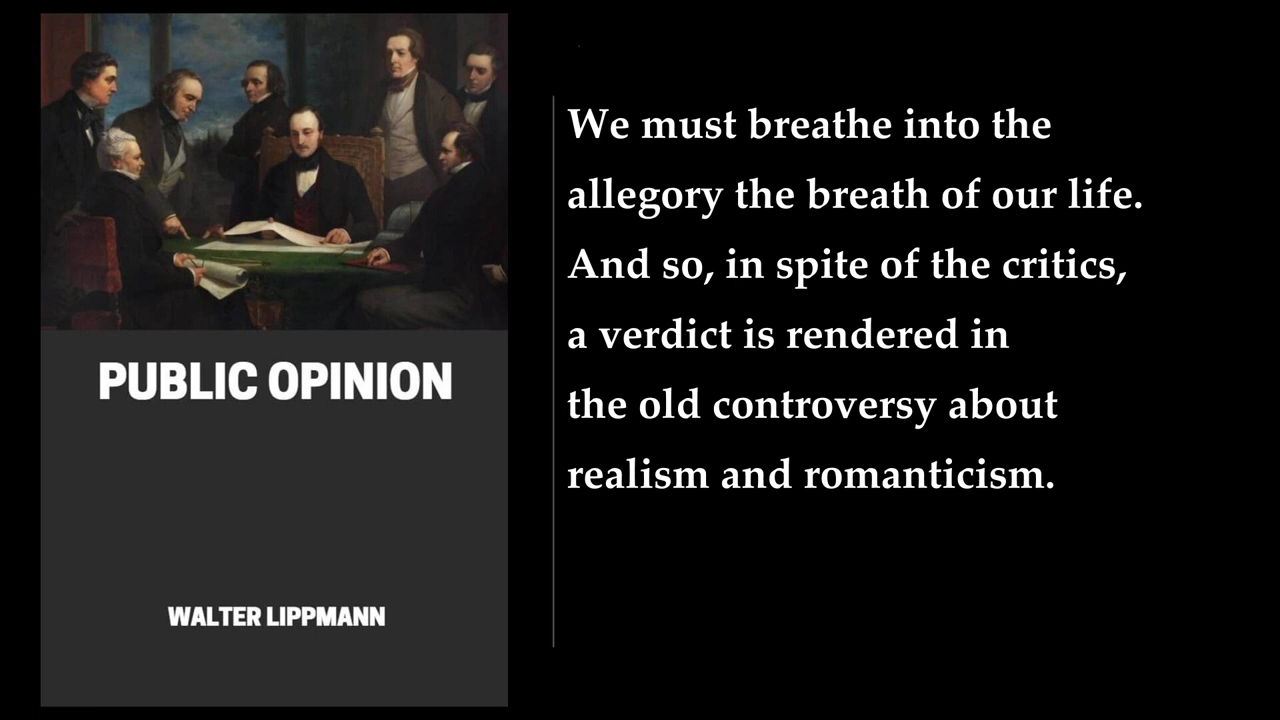 PUBLIC OPINION
WALTER LIPPMANN
We must breathe into the
allegory the breath of our life.
And so, in spite of the critics,
a verdict is rendered in
the old controversy about
realism and romanticism.